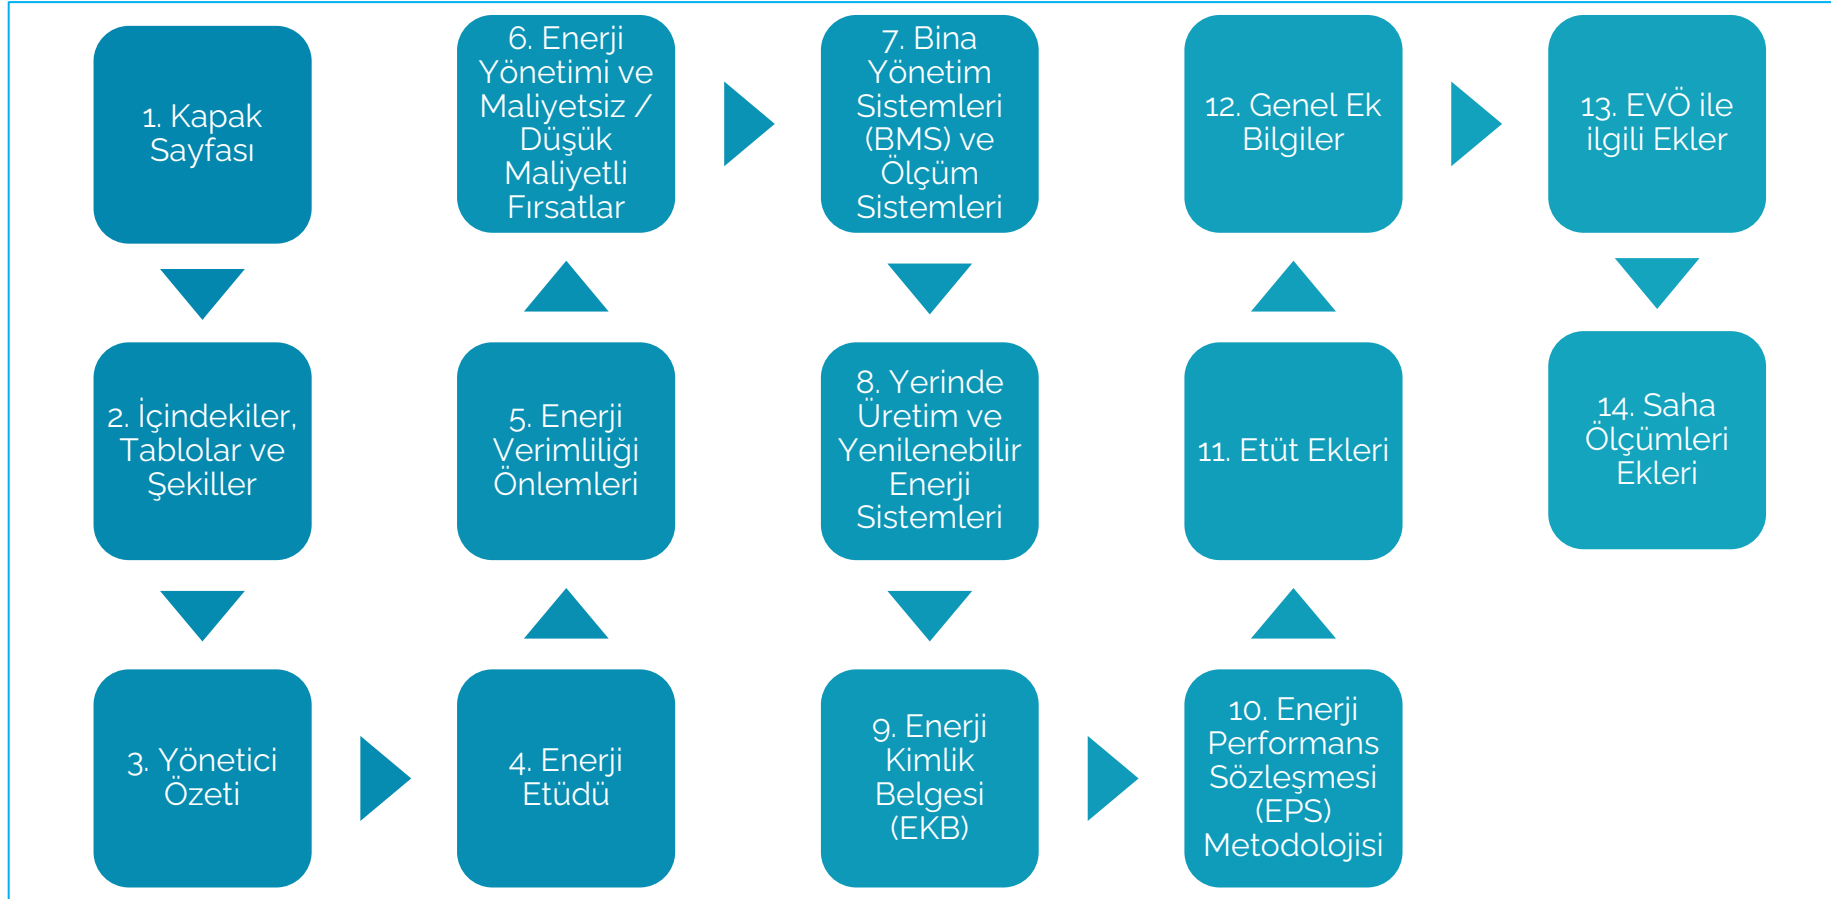 1. Kapak
Sayfası
2. İçindekiler,
Tablolar ve
Şekiller
3. Yönetici
Özeti
4. Enerji
Etüdü
5. Enerji
Verimliliği
Önlemleri
6. Enerji
Yönetimi ve
Maliyetsiz /
Düşük
Maliyetli
Fırsatlar
7. Bina
Yönetim
Sistemleri
(BMS) ve
Ölçüm
Sistemleri
8. Yerinde
Üretim ve
Yenilenebilir
Enerji
Sistemleri
9. Enerji
Kimlik
Belgesi
(EKB)
10. Enerji
Performans
Sözleşmesi
(EPS)
Metodolojisi
11. Etüt Ekleri
12. Genel Ek
Bilgiler
13. EVÖ ile
ilgili Ekler
14. Saha
Ölçümleri
Ekleri